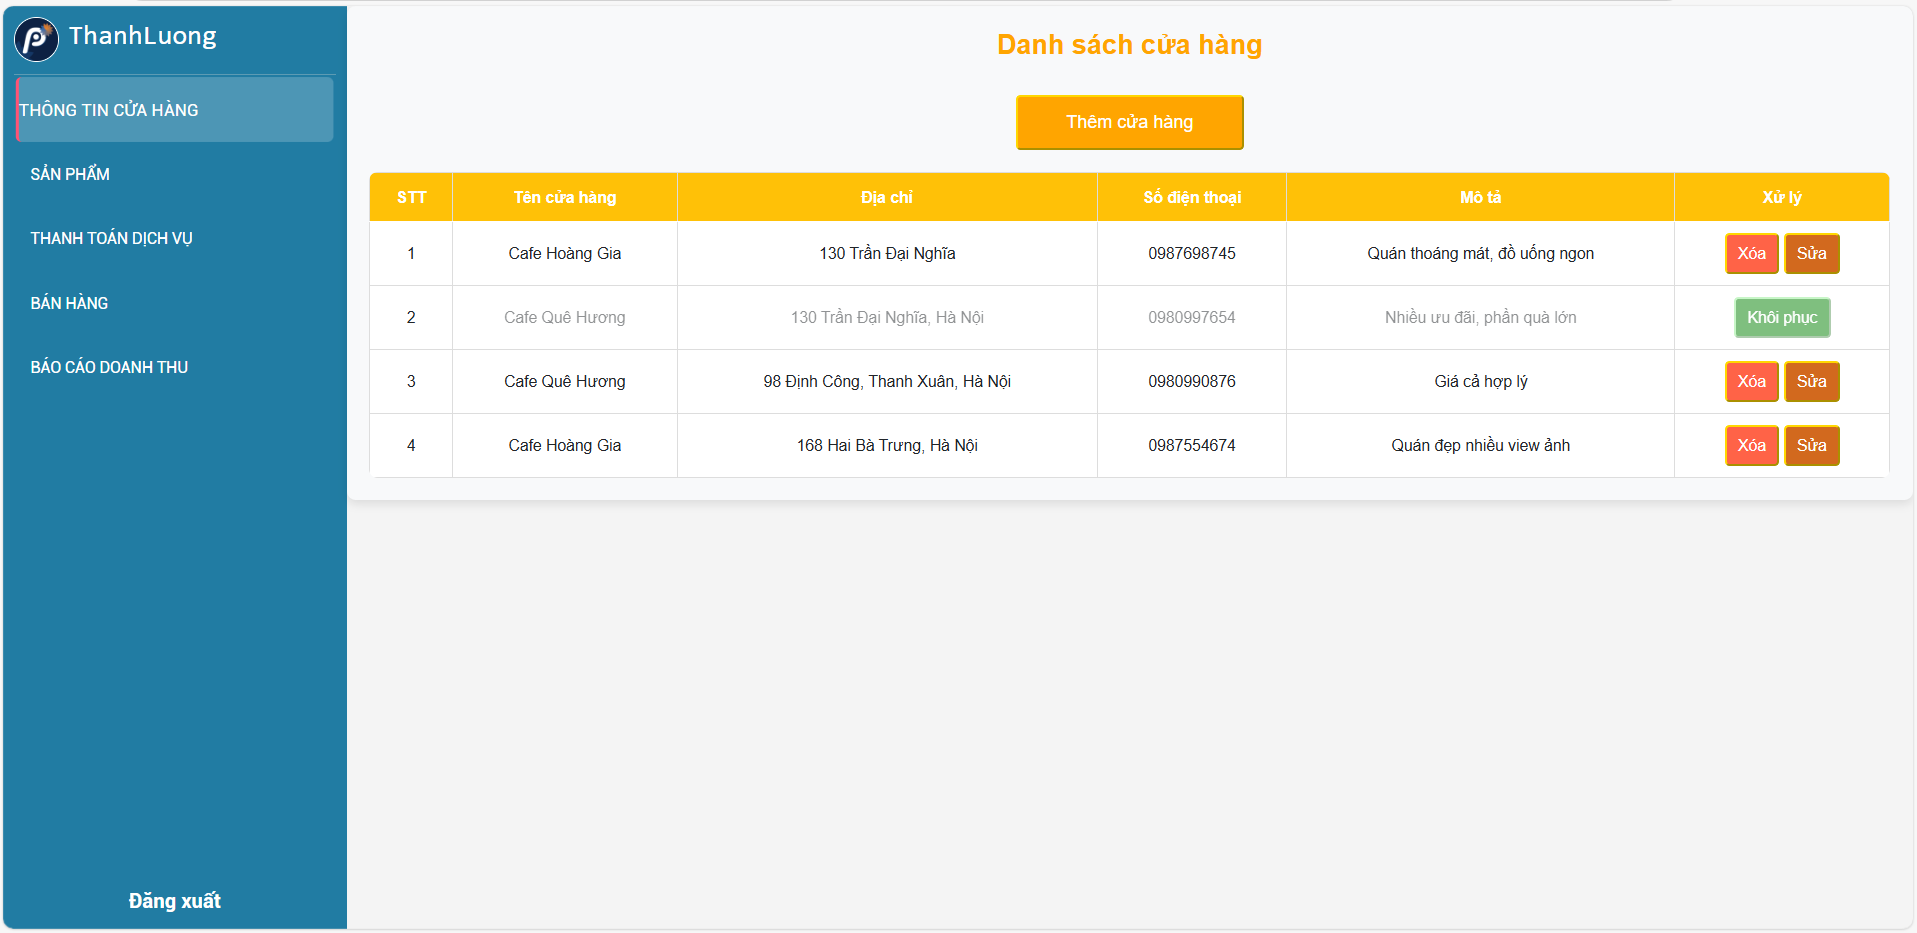 ThanhLuong
THÔNG TIN CỬA HÀNG
SẢN PHẨM
THANH TOÁN DỊCH VỤ
BÁN HÀNG
BÁO CÁO DOANH THU
Đăng xuất
Danh sách cửa hàng
Thêm cửa hàng
STT Tên cửa hàng Địa chỉ Số điện thoại Mô tả Xử lý
1 Cafe Hoàng Gia 130 Trần Đại Nghĩa 0987698745 Quán thoáng mát, đồ uống ngon Xóa Sửa
2 Cafe Quê Hương 130 Trần Đại Nghĩa, Hà Nội 0980997654 Nhiều ưu đãi, phần quà lớn Khôi phục
3 Cafe Quê Hương 98 Định Công, Thanh Xuân, Hà Nội 0980990876 Giá cả hợp lý Xóa Sửa
4 Cafe Hoàng Gia 168 Hai Bà Trưng, Hà Nội 0987554674 Quán đẹp nhiều view ảnh Xóa Sửa